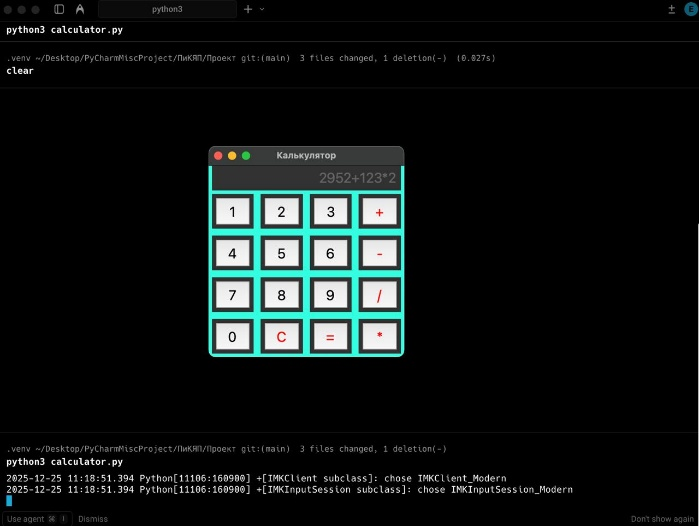 python3
E
python3 calculator.py
.venv ~/Desktop/PyCharmMiscProject/ПиКЯП/Проект git:(main) 3 files changed, 1 deletion(-) (0.027s)
clear
Калькулятор
2952+123*2
1 2 3 +
4 5 6 -
7 8 9 /
0 C = *
.venv ~/Desktop/PyCharmMiscProject/ПиКЯП/Проект git:(main) 3 files changed, 1 deletion(-)
python3 calculator.py
2025-12-25 11:18:51.394 Python[11106:160900] +[IMKClient subclass]: chose IMKClient_Modern
2025-12-25 11:18:51.394 Python[11106:160900] +[IMKInputSession subclass]: chose IMKInputSession_Modern
Use agent ⌘ I Dismiss Don't show again